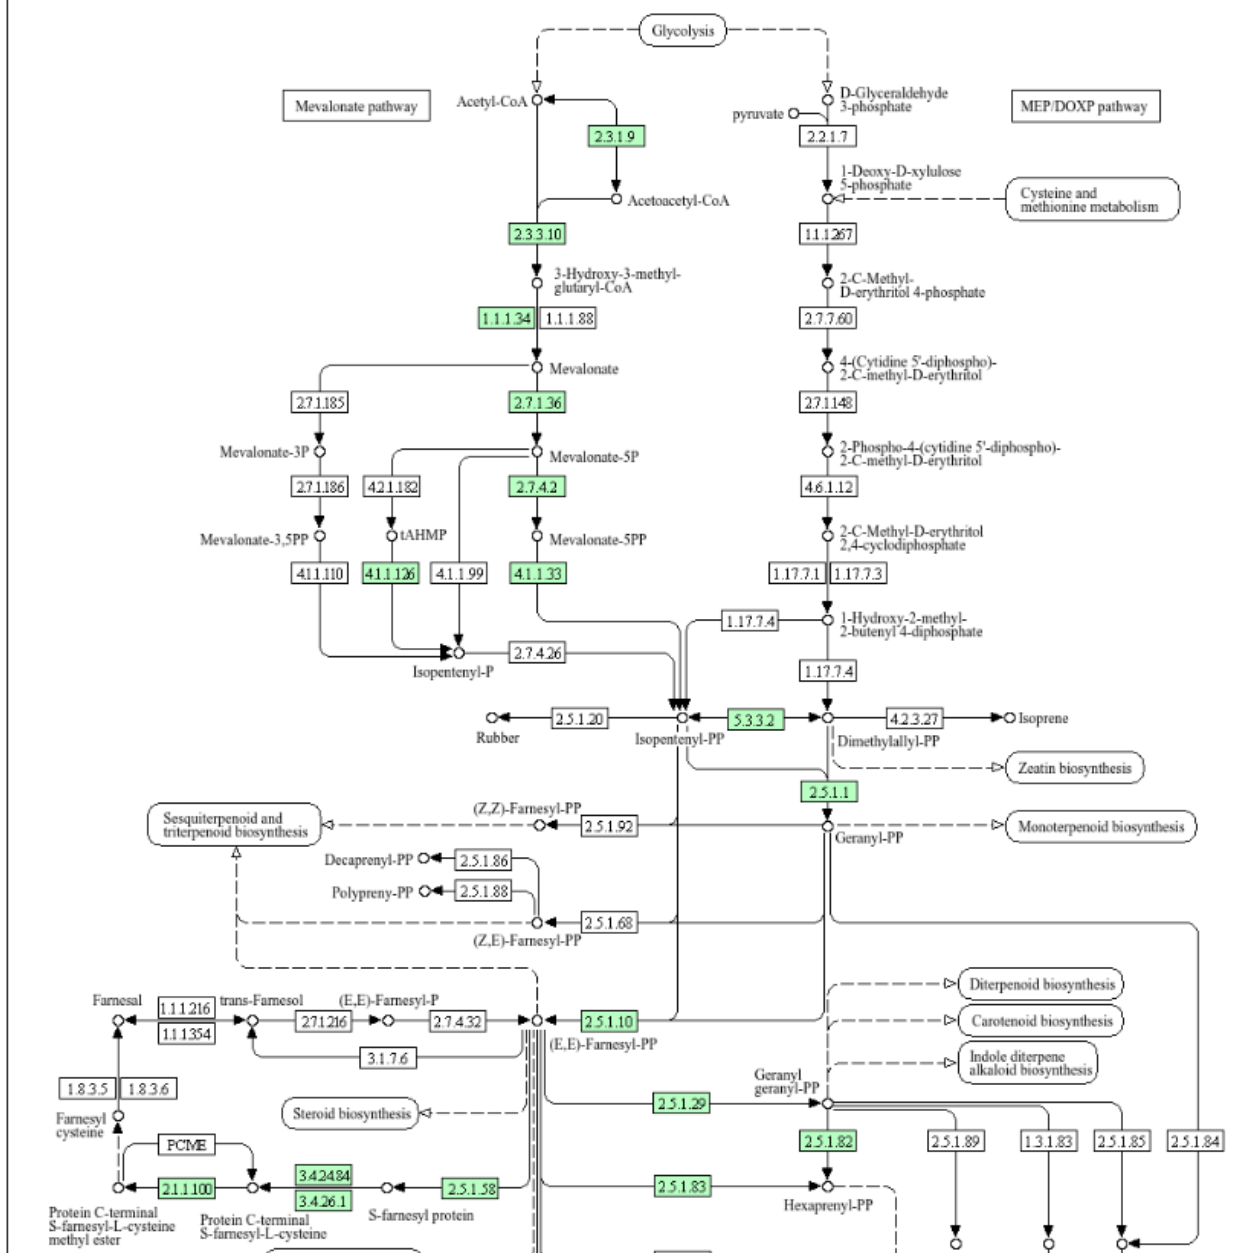 Glycolysis
Mevalonate pathway
Acetyl-CoA
D-Glyceraldehyde
3-phosphate
MEP/DOXP pathway
pyruvate
2.3.1.9
2.2.1.7
1-Deoxy-D-xylulose
5-phosphate
Acetoacetyl-CoA
Cysteine and
methionine metabolism
2.3.3.10
1.1.1.267
3-Hydroxy-3-methyl-
glutaryl-CoA
2-C-Methyl-
D-erythritol 4-phosphate
1.1.1.34
1.1.1.88
2.7.7.60
Mevalonate
4-(Cytidine 5'-diphospho)-
2-C-methyl-D-erythritol
2.7.1.185
2.7.1.36
2.7.1.148
Mevalonate-3P
Mevalonate-5P
2-Phospho-4-(cytidine 5'-diphospho)-
2-C-methyl-D-erythritol
2.7.1.186
4.2.1.182
2.7.4.2
4.6.1.12
Mevalonate-3,5PP
tAHMP
Mevalonate-5PP
2-C-Methyl-D-erythritol
2,4-cyclodiphosphate
4.1.1.110
4.1.1.126
4.1.1.99
4.1.1.33
1.17.7.1
1.17.7.3
1.17.7.4
1-Hydroxy-2-methyl-
2-butenyl 4-diphosphate
2.7.4.26
Isopentenyl-P
1.17.7.4
2.5.1.20
5.3.3.2
4.2.3.27
Isoprene
Rubber
Isopentenyl-PP
Dimethylallyl-PP
Zeatin biosynthesis
2.5.1.1
(Z,Z)-Farnesyl-PP
Sesquiterpenoid and
triterpenoid biosynthesis
2.5.1.92
Geranyl-PP
Monoterpenoid biosynthesis
Decaprenyl-PP
2.5.1.86
Polypreny-PP
2.5.1.88
2.5.1.68
(Z,E)-Farnesyl-PP
Diterpenoid biosynthesis
Farnesal
1.1.1.216
trans-Farnesol
(E,E)-Farnesyl-P
2.7.1.216
2.7.4.32
2.5.1.10
Carotenoid biosynthesis
1.1.1.354
(E,E)-Farnesyl-PP
3.1.7.6
Indole diterpene
alkaloid biosynthesis
Geranyl
geranyl-PP
1.8.3.5
1.8.3.6
2.5.1.29
Farnesyl
cysteine
Steroid biosynthesis
PCME
2.5.1.82
2.5.1.89
1.3.1.83
2.5.1.85
2.5.1.84
3.4.24.84
2.1.1.100
3.4.26.1
2.5.1.58
2.5.1.83
Hexaprenyl-PP
Protein C-terminal
S-farnesyl-L-cysteine
methyl ester
Protein C-terminal
S-farnesyl-L-cysteine
S-farnesyl protein